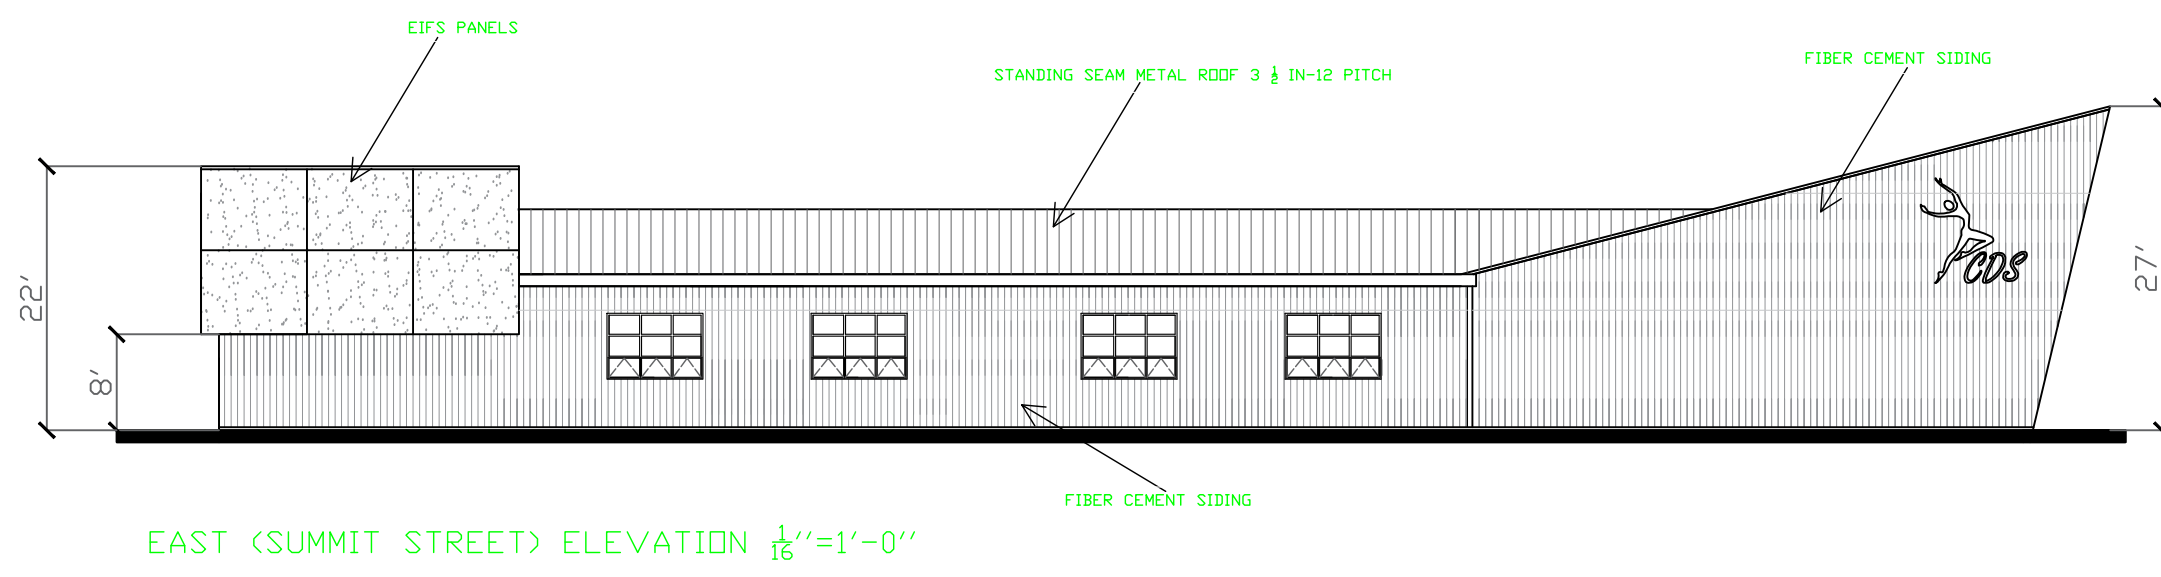 EIFS PANELS
STANDING SEAM METAL ROOF 3 1/2 IN-12 PITCH
FIBER CEMENT SIDING
22'
8'
27'
CDS
FIBER CEMENT SIDING
EAST (SUMMIT STREET) ELEVATION 1/16''=1'-0''